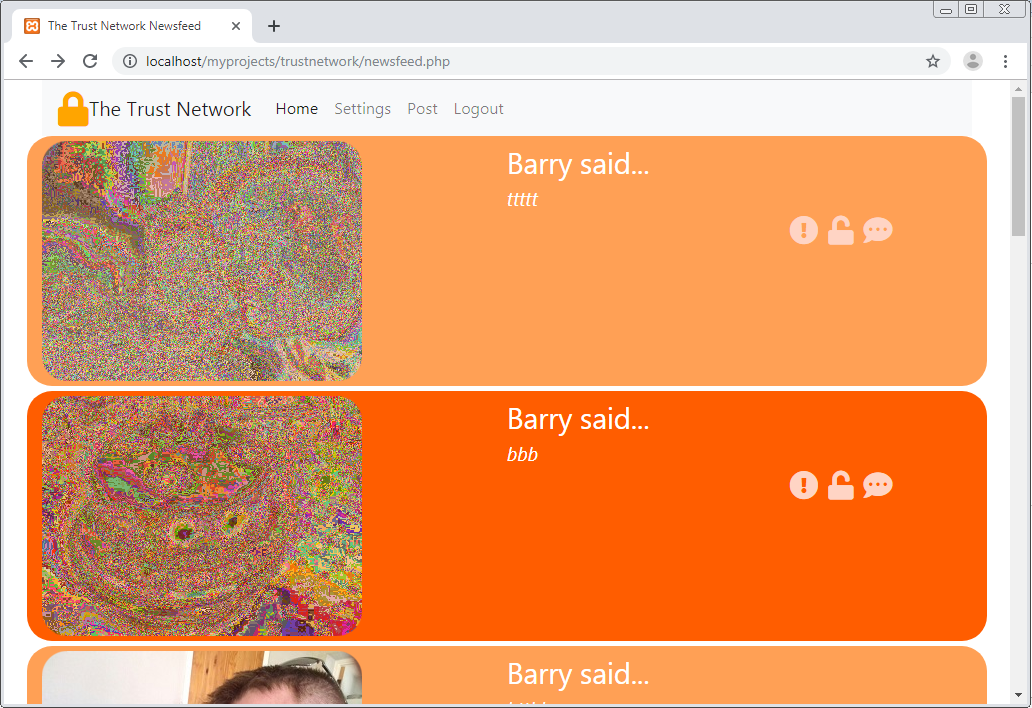 The Trust Network Newsfeed
localhost/myprojects/trustnetwork/newsfeed.php
The Trust Network Home Settings Post Logout
Barry said...
ttttt
Barry said...
bbb
Barry said...